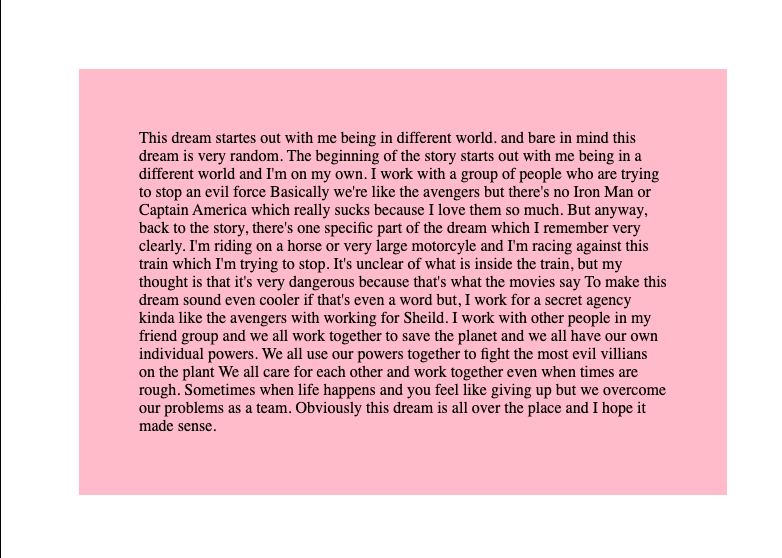 This dream startes out with me being in different world. and bare in mind this
dream is very random. The beginning of the story starts out with me being in a
different world and I'm on my own. I work with a group of people who are trying
to stop an evil force Basically we're like the avengers but there's no Iron Man or
Captain America which really sucks because I love them so much. But anyway,
back to the story, there's one specific part of the dream which I remember very
clearly. I'm riding on a horse or very large motorcyle and I'm racing against this
train which I'm trying to stop. It's unclear of what is inside the train, but my
thought is that it's very dangerous because that's what the movies say To make this
dream sound even cooler if that's even a word but, I work for a secret agency
kinda like the avengers with working for Sheild. I work with other people in my
friend group and we all work together to save the planet and we all have our own
individual powers. We all use our powers together to fight the most evil villians
on the plant We all care for each other and work together even when times are
rough. Sometimes when life happens and you feel like giving up but we overcome
our problems as a team. Obviously this dream is all over the place and I hope it
made sense.